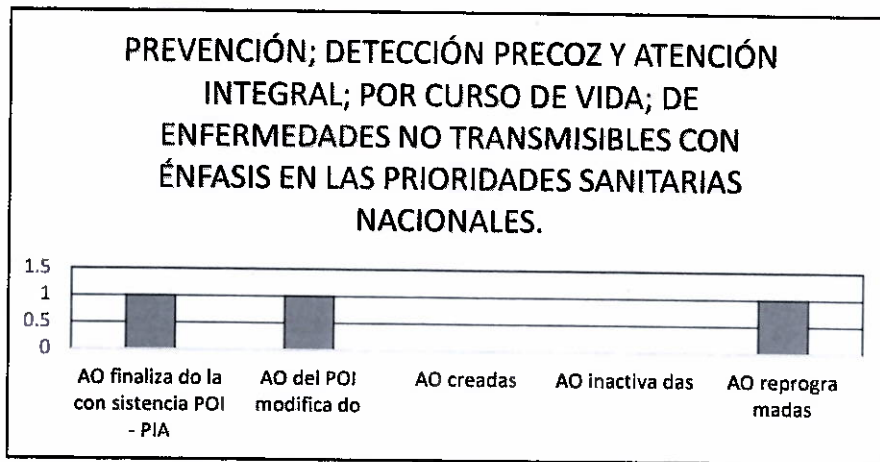 PREVENCIÓN; DETECCIÓN PRECOZ Y ATENCIÓN
INTEGRAL; POR CURSO DE VIDA; DE
ENFERMEDADES NO TRANSMISIBLES CON
ÉNFASIS EN LAS PRIORIDADES SANITARIAS
NACIONALES.
1.5
1
0.5
0
AO finaliza do la
con sistencia POI
- PIA
AO del POI
modifica do
AO creadas
AO inactiva das
AO reprogra
madas